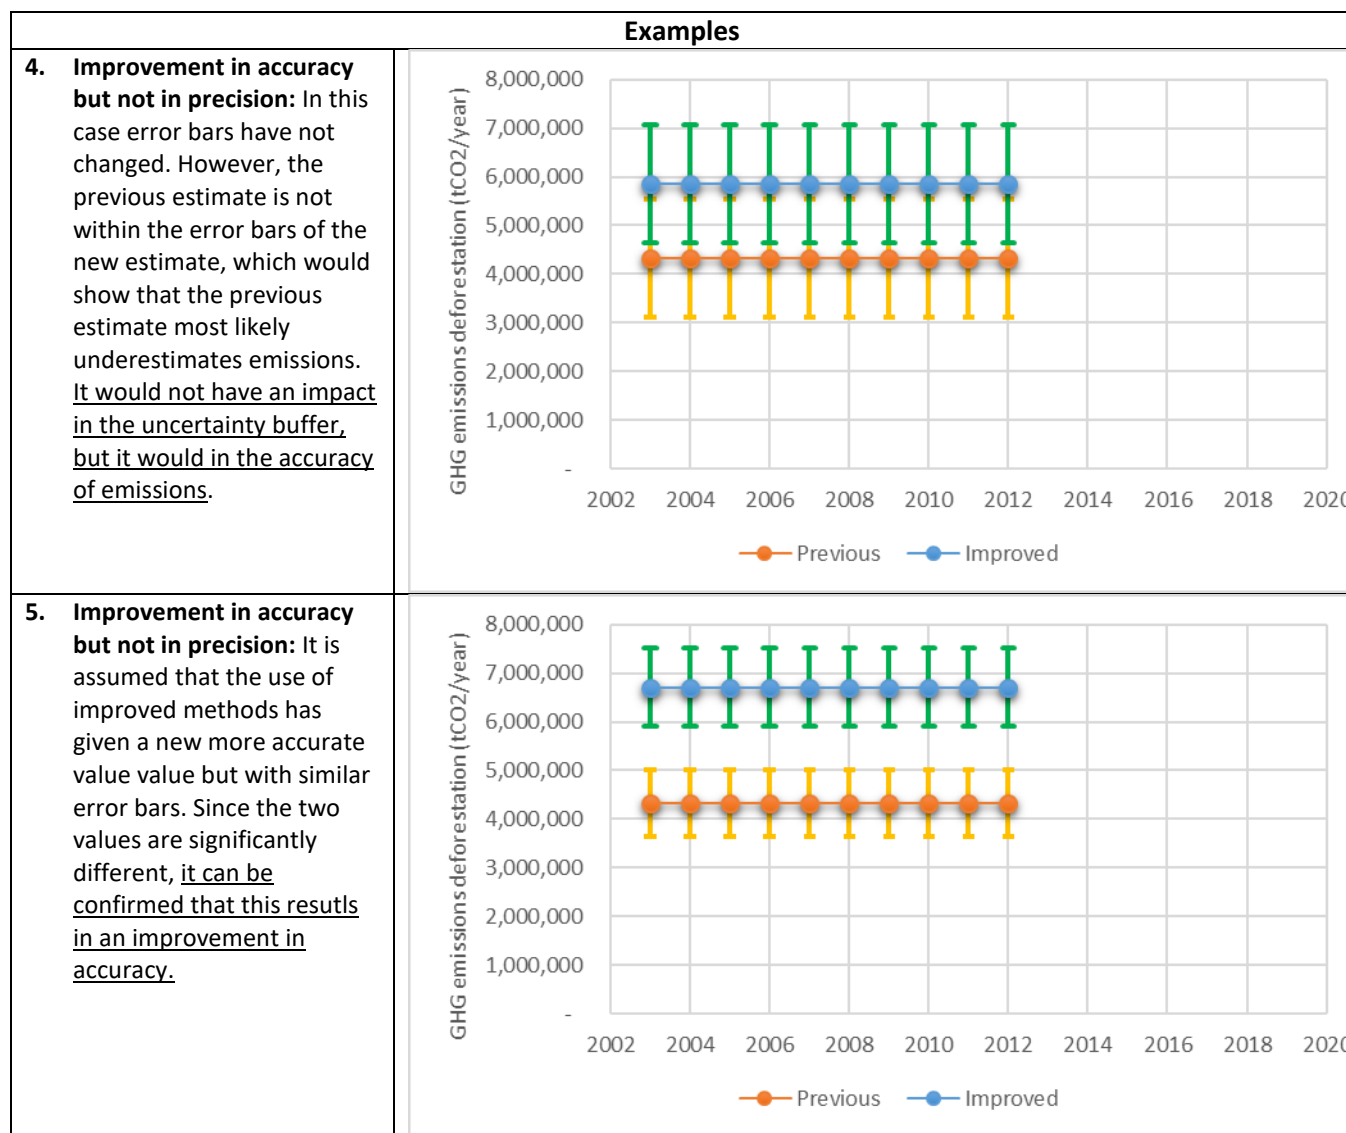 Examples
4. Improvement in accuracy
but not in precision: In this
case error bars have not
changed. However, the
previous estimate is not
within the error bars of the
new estimate, which would
show that the previous
estimate most likely
underestimates emissions.
It would not have an impact
in the uncertainty buffer,
but it would in the accuracy
of emissions.
GHG emissions deforestation (tCO2/year)
8,000,000
7,000,000
6,000,000
5,000,000
4,000,000
3,000,000
2,000,000
1,000,000
-
2002 2004 2006 2008 2010 2012 2014 2016 2018 2020
Previous Improved
5. Improvement in accuracy
but not in precision: It is
assumed that the use of
improved methods has
given a new more accurate
value value but with similar
error bars. Since the two
values are significantly
different, it can be
confirmed that this resutls
in an improvement in
accuracy.
GHG emissions deforestation (tCO2/year)
8,000,000
7,000,000
6,000,000
5,000,000
4,000,000
3,000,000
2,000,000
1,000,000
-
2002 2004 2006 2008 2010 2012 2014 2016 2018 2020
Previous Improved